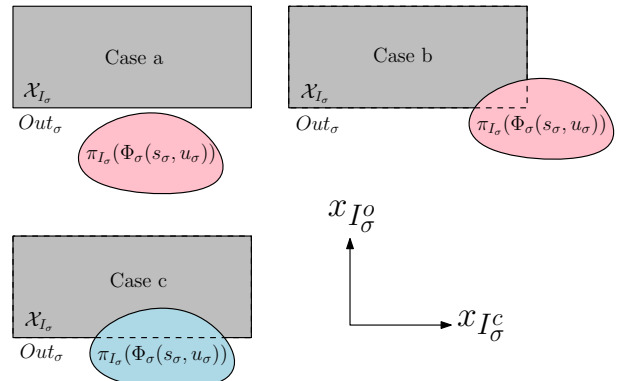 Case a
𝒳_{I_σ}
Out_σ
π_{I_σ}(Φ_σ(s_σ, u_σ))
Case b
𝒳_{I_σ}
Out_σ
π_{I_σ}(Φ_σ(s_σ, u_σ))
Case c
𝒳_{I_σ}
Out_σ
π_{I_σ}(Φ_σ(s_σ, u_σ))
x_{I_σ^o}
x_{I_σ^c}